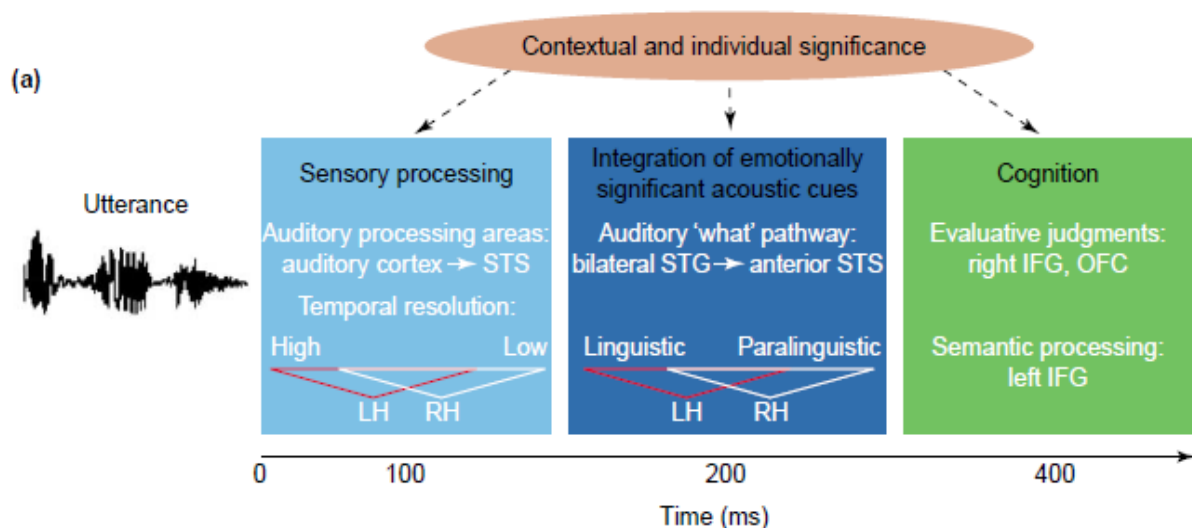 Contextual and individual significance
(a)
Utterance
Sensory processing
Auditory processing areas:
auditory cortex → STS
Temporal resolution:
High Low
LH RH
Integration of emotionally
significant acoustic cues
Auditory ‘what’ pathway:
bilateral STG → anterior STS
Linguistic Paralinguistic
LH RH
Cognition
Evaluative judgments:
right IFG, OFC
Semantic processing:
left IFG
0 100 200 400
Time (ms)